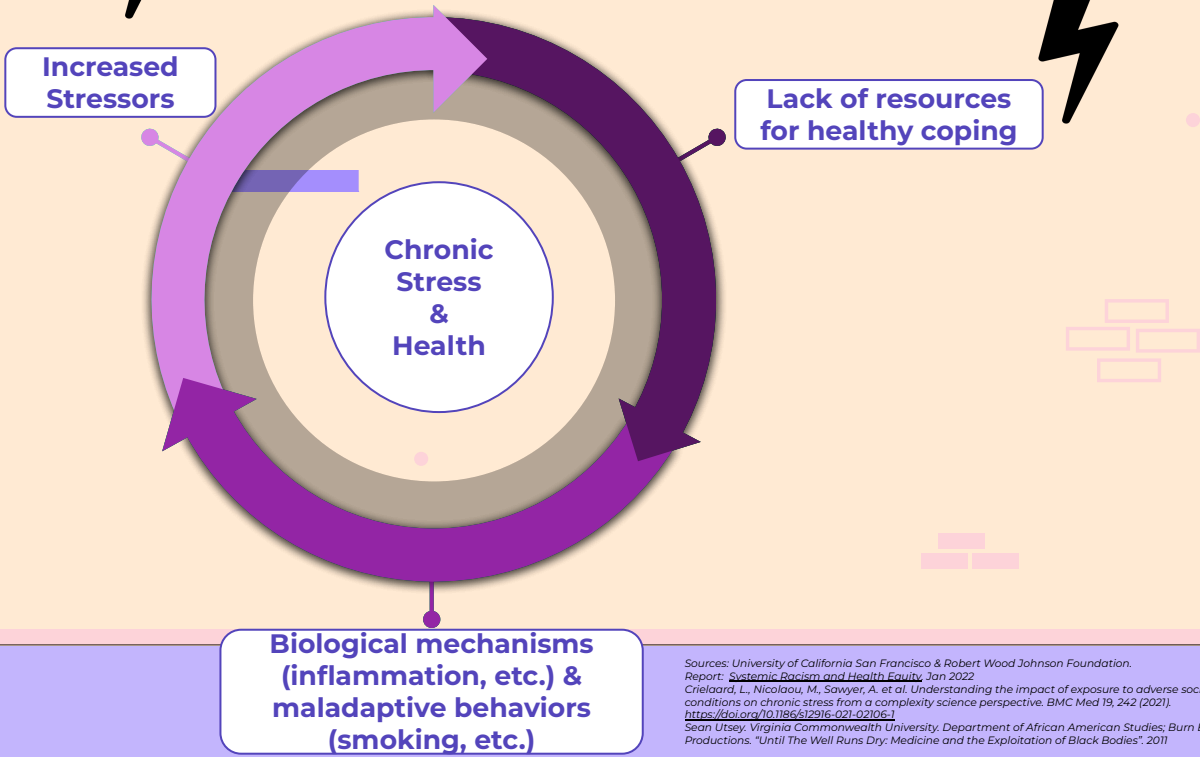 Increased
Stressors
Lack of resources
for healthy coping
Chronic
Stress
&
Health
Biological mechanisms
(inflammation, etc.) &
maladaptive behaviors
(smoking, etc.)
Sources: University of California San Francisco & Robert Wood Johnson Foundation.
Report: Systemic Racism and Health Equity, Jan 2022
Crielaard, L., Nicolaou, M., Sawyer, A. et al. Understanding the impact of exposure to adverse
conditions on chronic stress from a complexity science perspective. BMC Med 19, 242 (2021).
https://doi.org/10.1186/s12916-021-02106-1
Sean Utsey. Virginia Commonwealth University. Department of African American Studies; Burn
Productions. “Until The Well Runs Dry: Medicine and the Exploitation of Black Bodies”. 2011